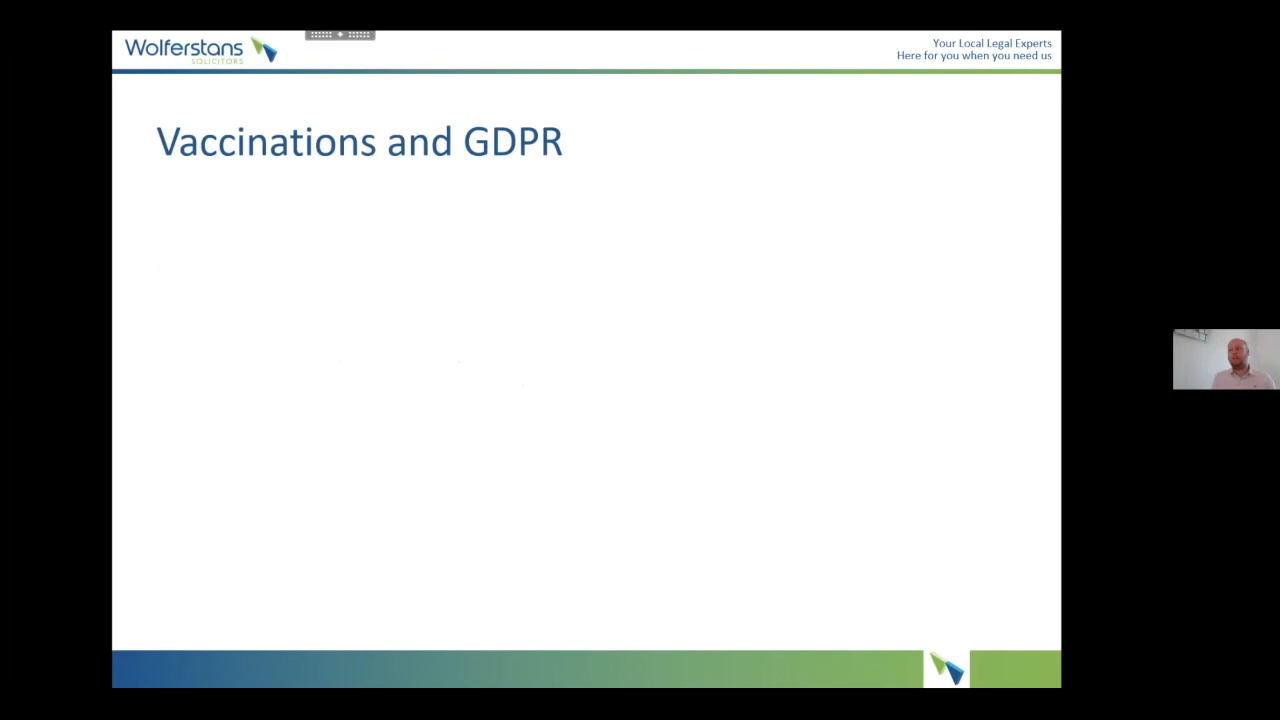 Wolferstans
SOLICITORS
Your Local Legal Experts
Here for you when you need us
Vaccinations and GDPR